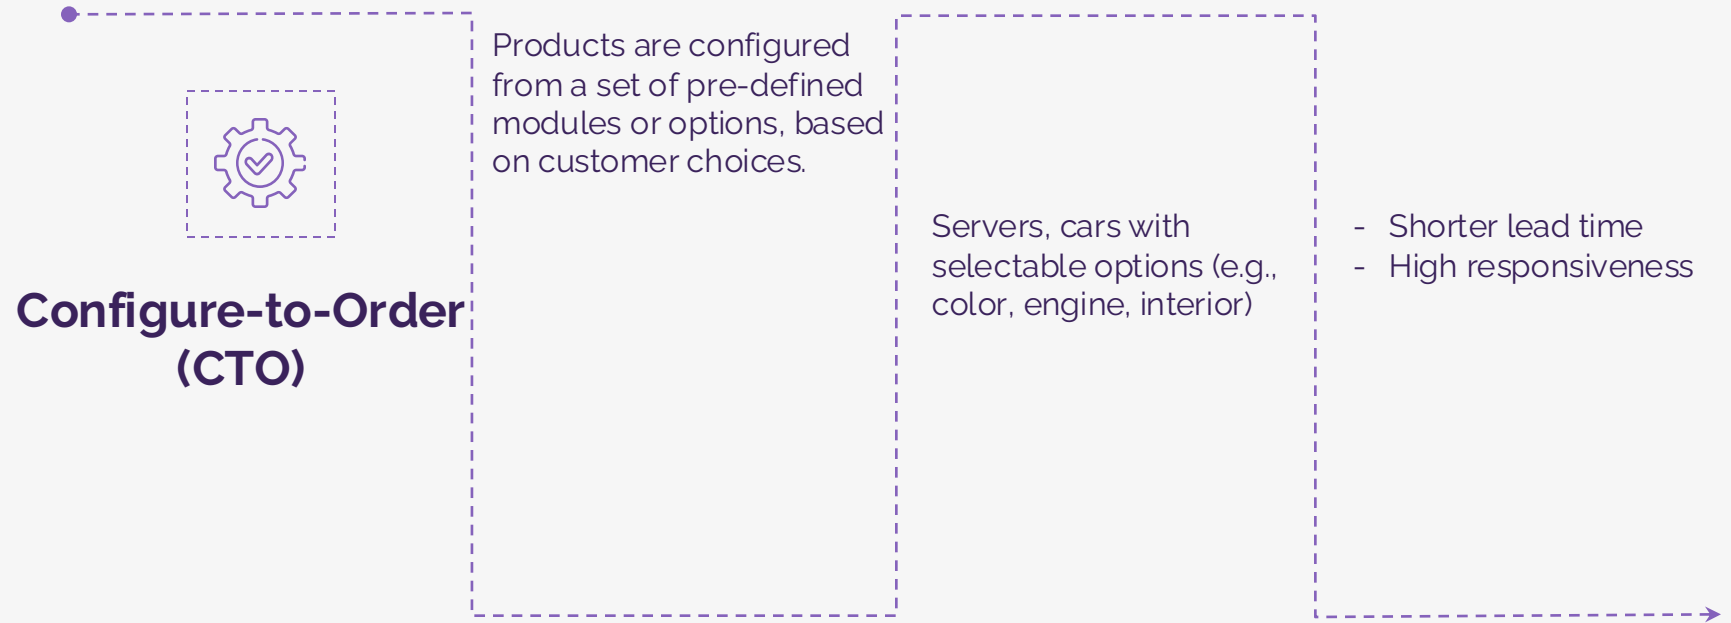 Configure-to-Order
(CTO)
Products are configured
from a set of pre-defined
modules or options, based
on customer choices.
Servers, cars with
selectable options (e.g.,
color, engine, interior)
- Shorter lead time
- High responsiveness